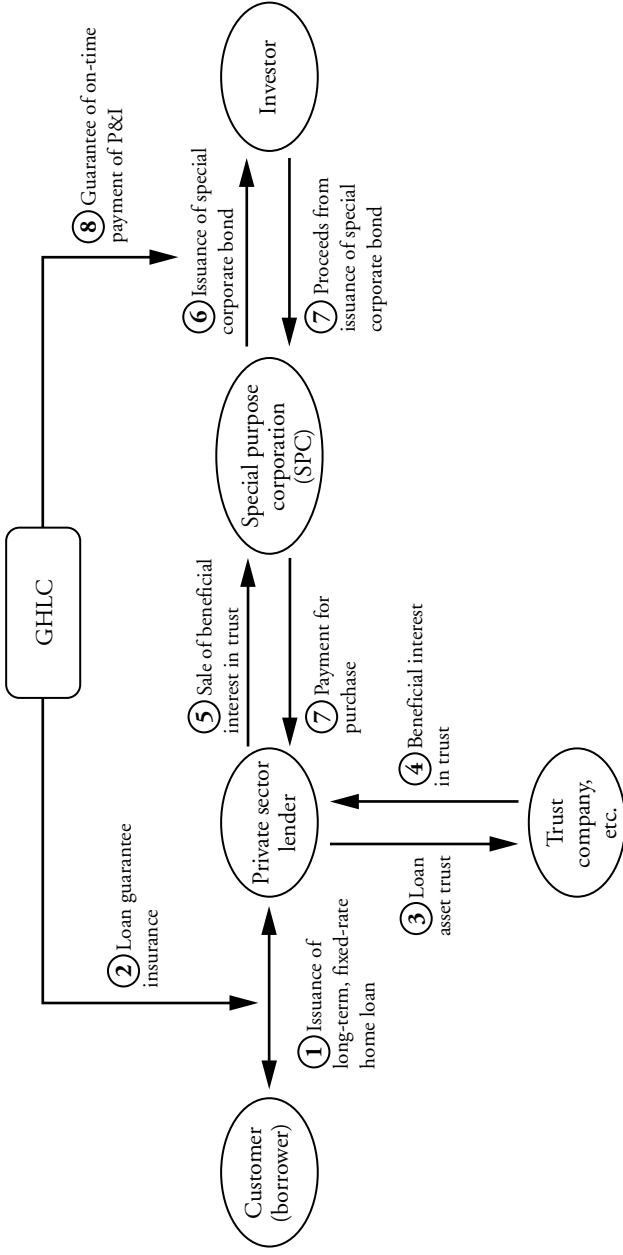 GHLC
② Loan guarantee
insurance
⑧ Guarantee of on-time
payment of P&I
Customer
(borrower)
① Issuance of
long-term, fixed-rate
home loan
Private sector
lender
⑤ Sale of beneficial
interest in trust
⑦ Payment for
purchase
Special purpose
corporation
(SPC)
⑥ Issuance of special
corporate bond
⑦ Proceeds from
issuance of special
corporate bond
Investor
③ Loan
asset trust
④ Beneficial interest
in trust
Trust
company,
etc.